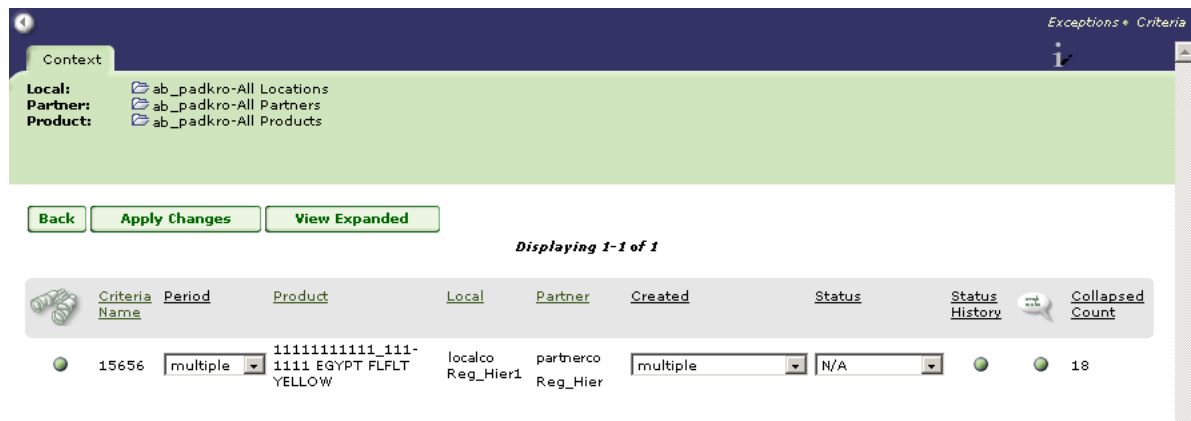 Exceptions • Criteria
Context
i
Local: ab_padkro-All Locations
Partner: ab_padkro-All Partners
Product: ab_padkro-All Products
Back Apply Changes View Expanded
Displaying 1-1 of 1
Criteria Name Period Product Local Partner Created Status Status History Collapsed Count
15656 multiple 11111111111_111-1111 EGYPT FLFLT YELLOW localco Reg_Hier1 partnerco Reg_Hier multiple N/A 18